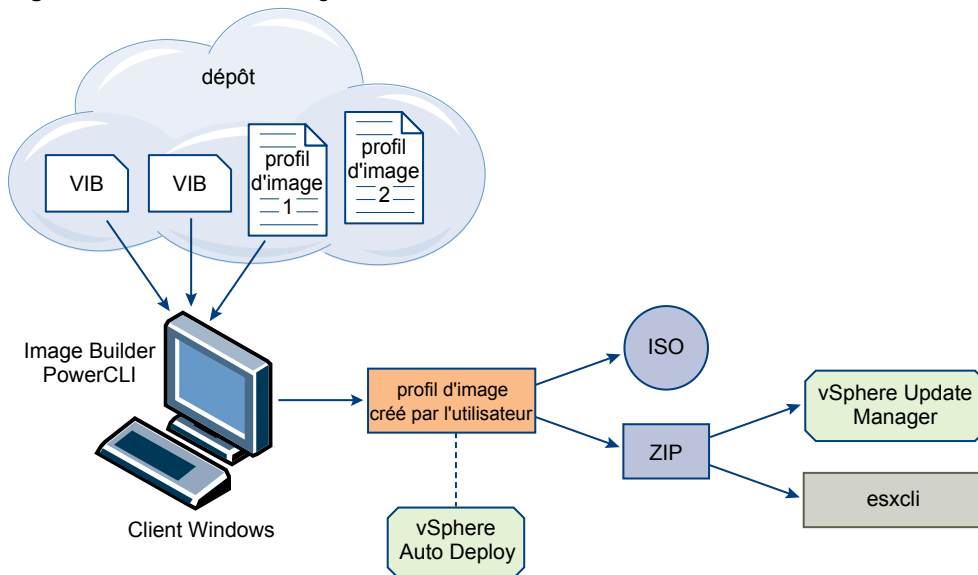 dépôt
VIB
VIB
profil
d'image
1
profil
d'image
2
Image Builder
PowerCLI
Client Windows
profil d'image
créé par l'utilisateur
vSphere
Auto Deploy
ISO
ZIP
vSphere Update
Manager
esxcli